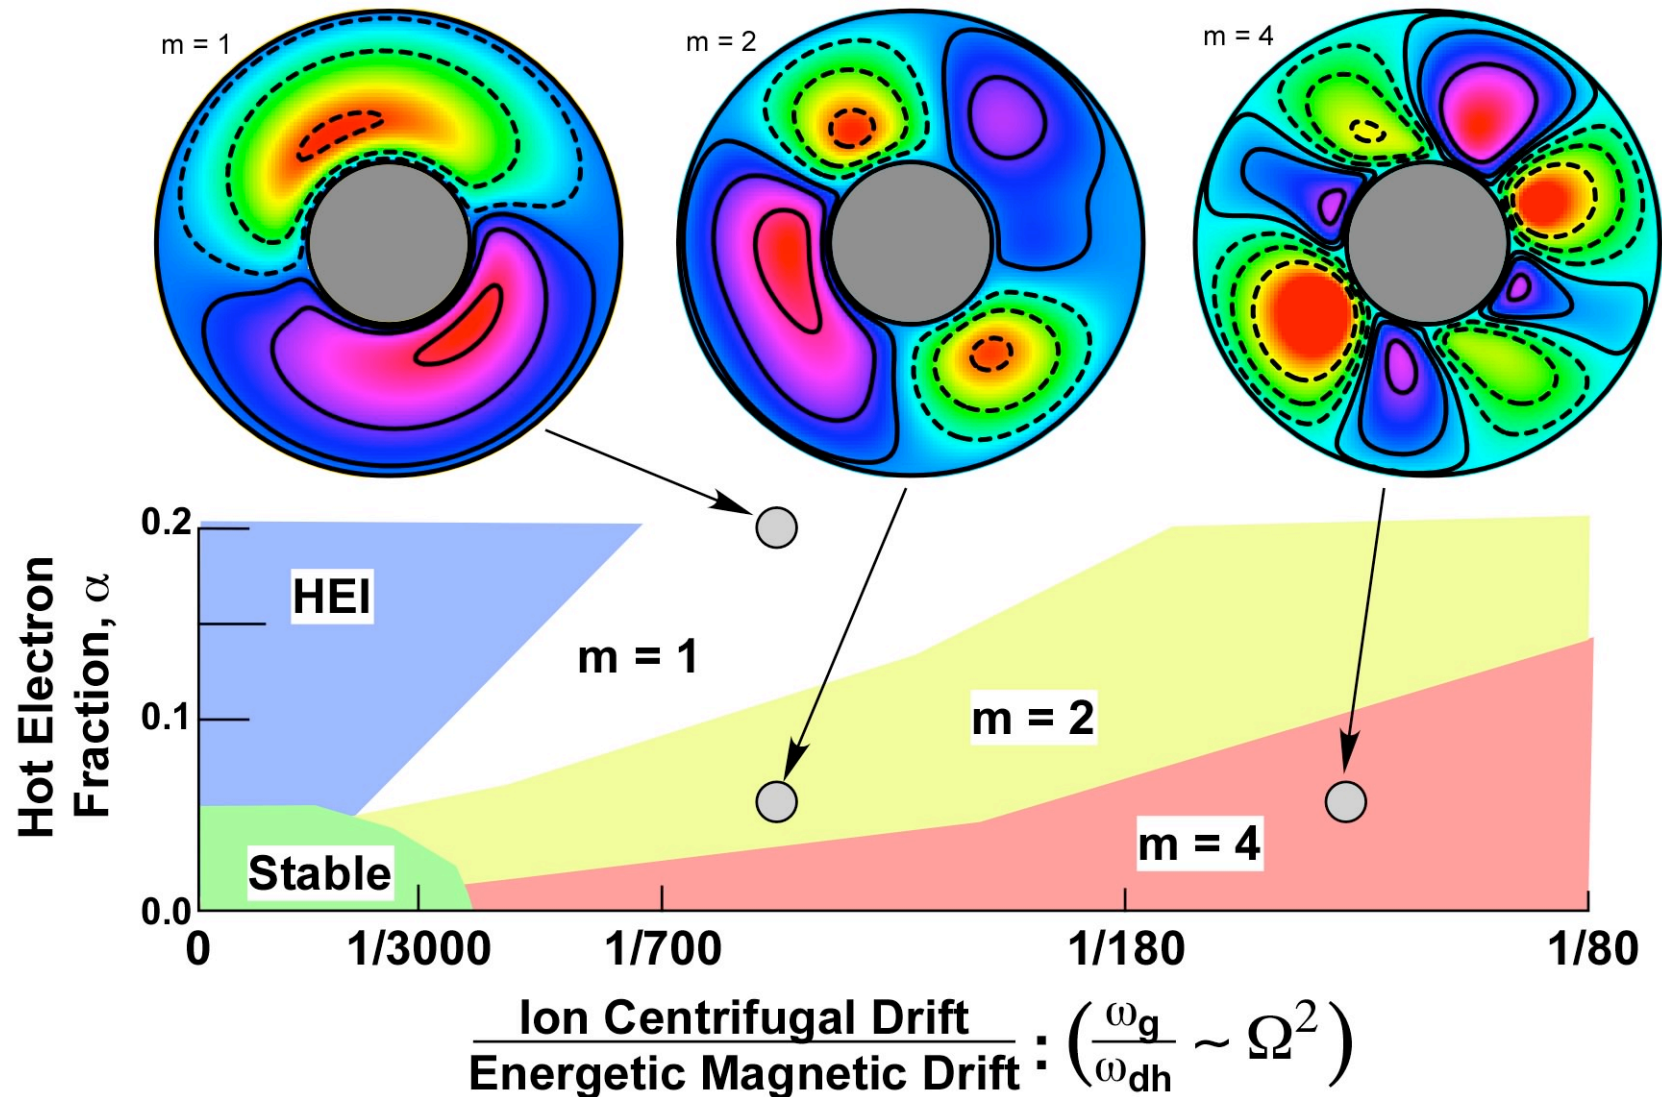 m = 1
m = 2
m = 4
Hot Electron
Fraction, α
0.2
0.1
0.0
HEI
m = 1
m = 2
m = 4
Stable
0
1/3000
1/700
1/180
1/80
Ion Centrifugal Drift
Energetic Magnetic Drift : (ωg/ωdh ~ Ω²)